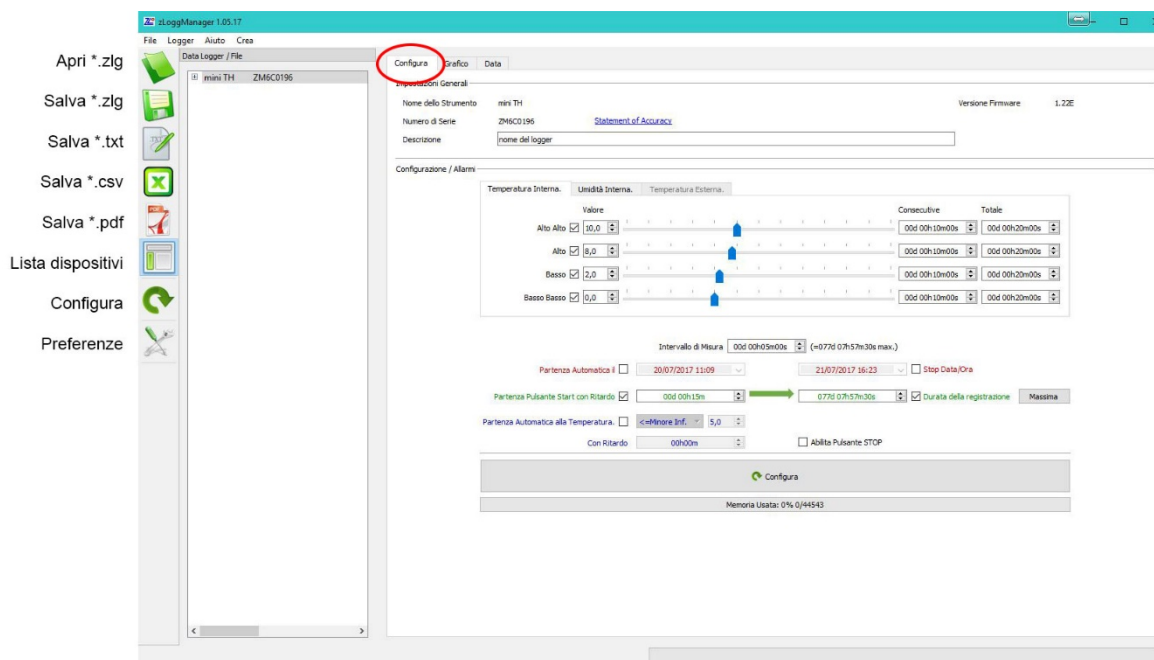 zLoggManager 1.05.17
File Logger Aiuto Crea
Apri *.zlg
Salva *.zlg
Salva *.txt
Salva *.csv
Salva *.pdf
Lista dispositivi
Configura
Preferenze
Data Logger / File
mini TH ZM6C0196
Configura Grafico Data
Impostazioni Generali
Nome dello Strumento mini TH Versione Firmware 1.22E
Numero di Serie ZM6C0196 Statement of Accuracy
Descrizione nome del logger
Configurazione / Allarmi
Temperatura Interna. Umidità Interna. Temperatura Esterna.
Valore Consecutive Totale
Alto Alto 10,0 00d 00h10m00s 00d 00h20m00s
Alto 8,0 00d 00h10m00s 00d 00h20m00s
Basso 2,0 00d 00h10m00s 00d 00h20m00s
Basso Basso 0,0 00d 00h10m00s 00d 00h20m00s
Intervallo di Misura 00d 00h05m00s (=077d 07h57m30s max.)
Partenza Automatica il 20/07/2017 11:09 21/07/2017 16:23 Stop Data/Ora
Partenza Pulsante Start con Ritardo 00d 00h15m 077d 07h57m30s Durata della registrazione Massima
Partenza Automatica alla Temperatura. <=Minore Inf. 5,0
Con Ritardo 00h00m Abilita Pulsante STOP
Configura
Memoria Usata: 0% 0/44543